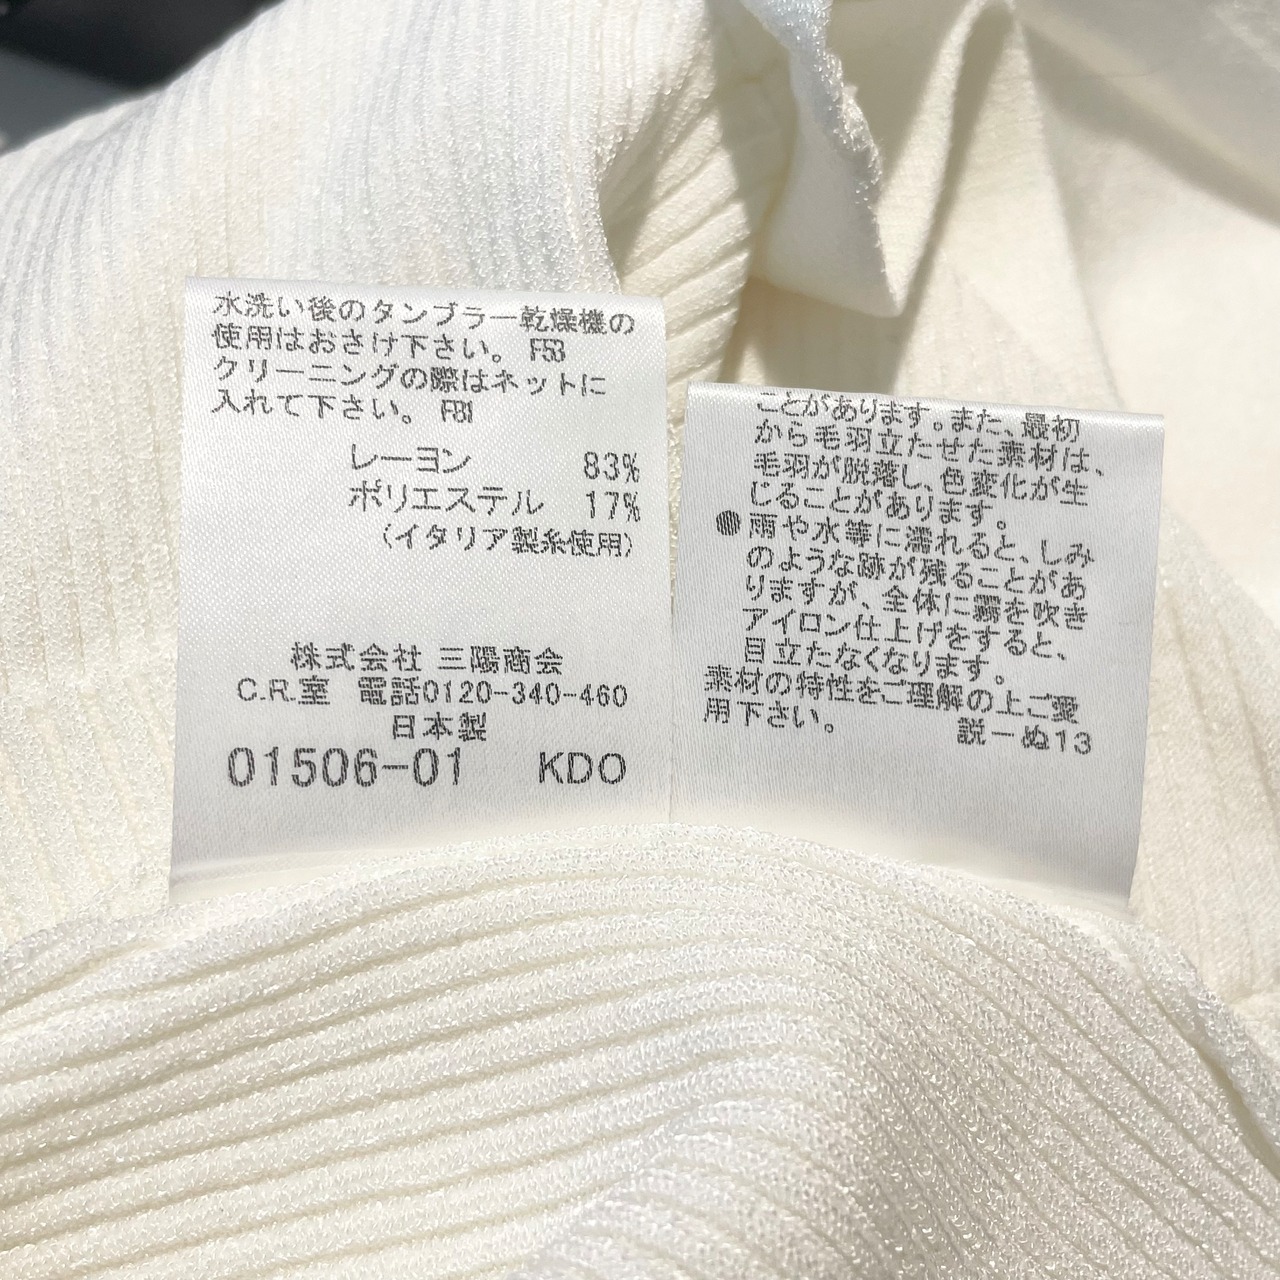 水洗い後のタンブラー乾燥機の
使用はおさけ下さい。 F53
クリーニングの際はネットに
入れて下さい。 F81
レーヨン 83%
ポリエステル 17%
(イタリア製糸使用)
株式会社 三陽商会
C.R.室 電話0120-340-460
日本製
01506-01 KDO
ことがあります。また、最初
から毛羽立たせた素材は、
毛羽が脱落し、色変化が生
じることがあります。
●雨や水等に濡れると、しみ
のような跡が残ることがあ
りますが、全体に霧を吹き
アイロン仕上げをすると、
目立たなくなります。
素材の特性をご理解の上ご愛
用下さい。 説-ぬ13